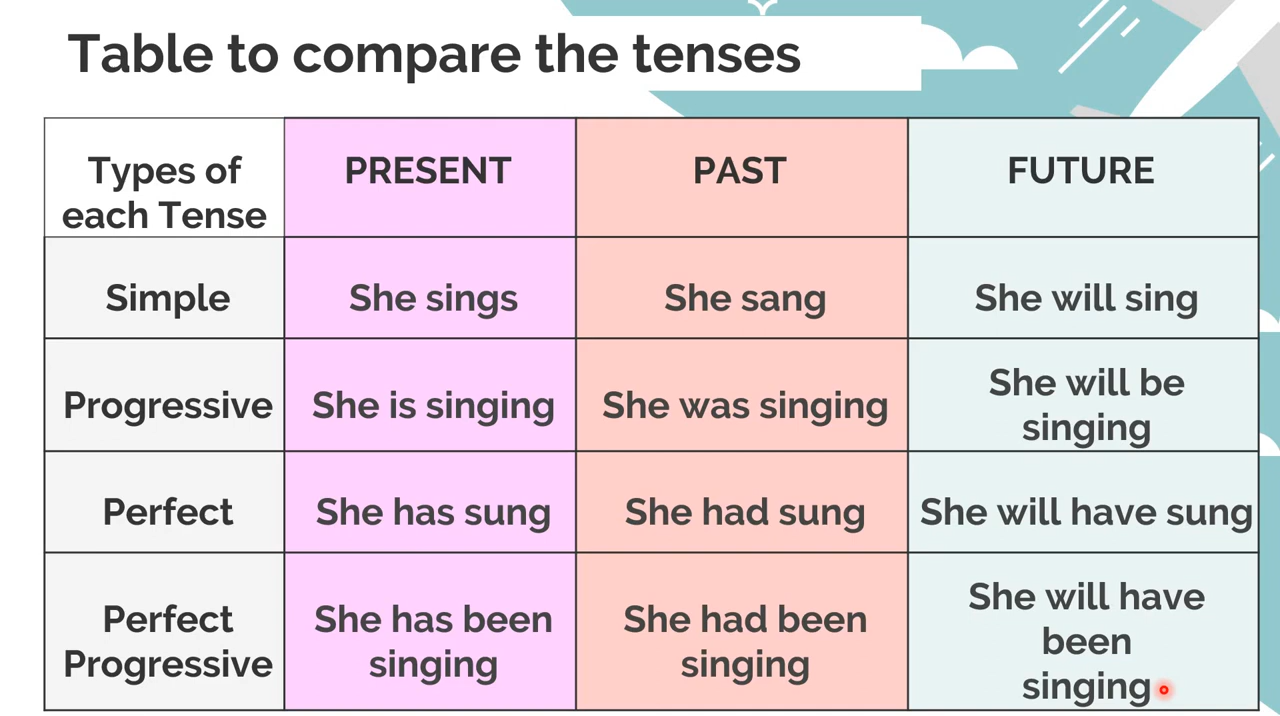 Table to compare the tenses
Types of
each Tense
PRESENT
PAST
FUTURE
Simple
She sings
She sang
She will sing
Progressive
She is singing
She was singing
She will be
singing
Perfect
She has sung
She had sung
She will have sung
Perfect
Progressive
She has been
singing
She had been
singing
She will have
been
singing